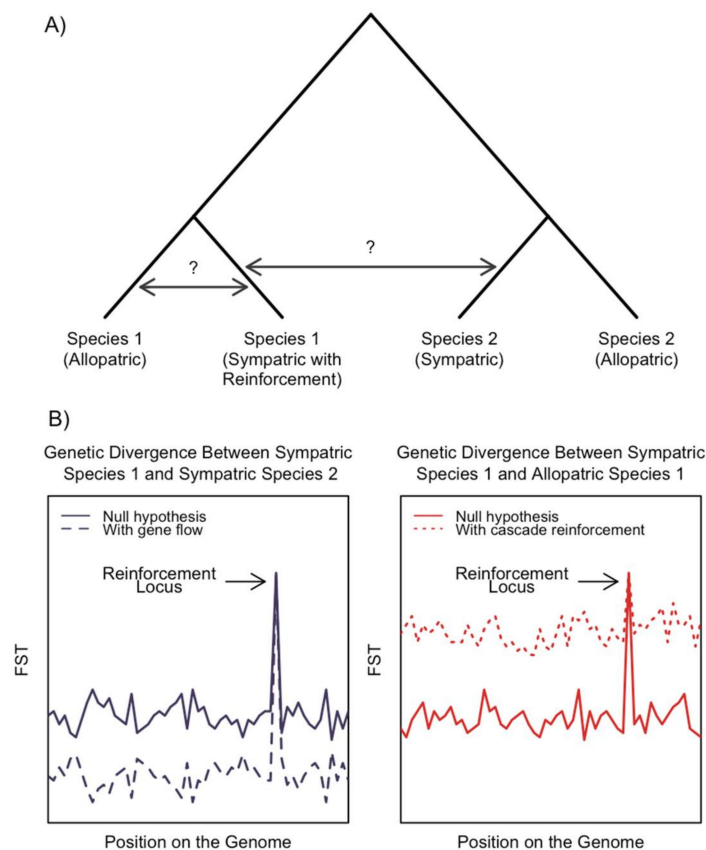 A)
?
?
Species 1
(Allopatric)
Species 1
(Sympatric with
Reinforcement)
Species 2
(Sympatric)
Species 2
(Allopatric)
B)
Genetic Divergence Between Sympatric
Species 1 and Sympatric Species 2
Null hypothesis
With gene flow
Reinforcement
Locus
FST
Position on the Genome
Genetic Divergence Between Sympatric
Species 1 and Allopatric Species 1
Null hypothesis
With cascade reinforcement
Reinforcement
Locus
FST
Position on the Genome